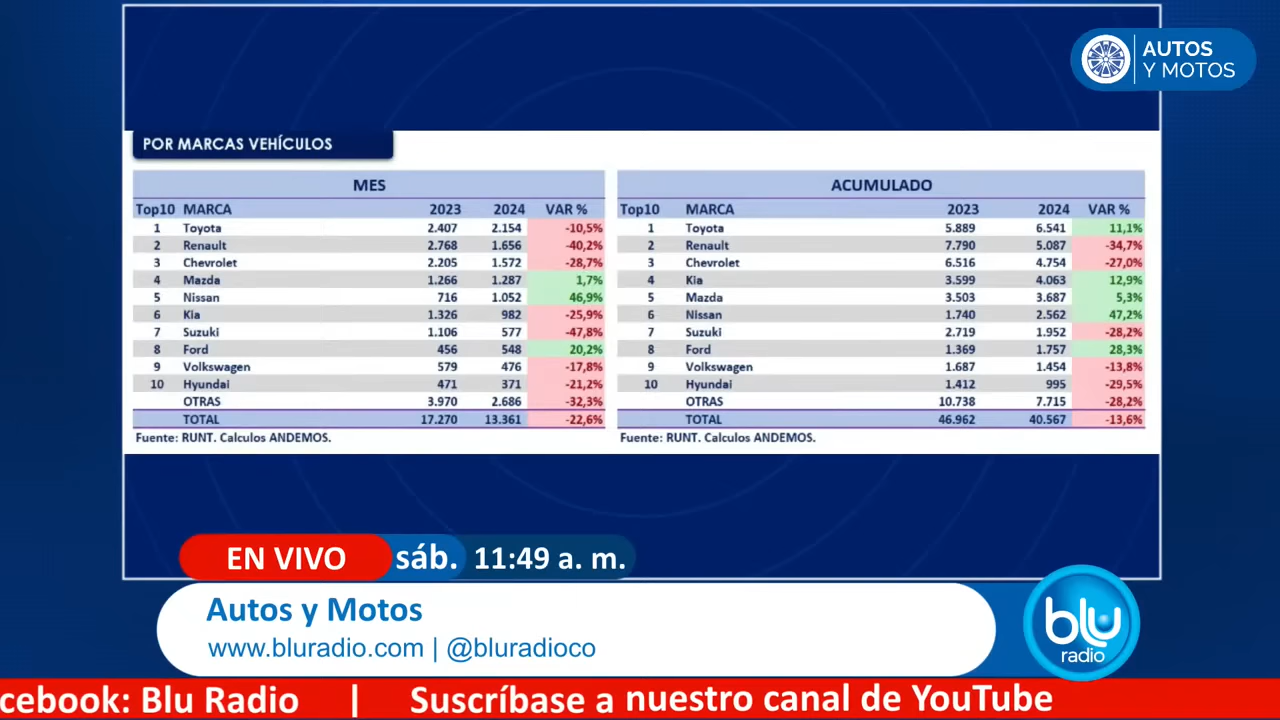 AUTOS
Y MOTOS
POR MARCAS VEHÍCULOS
MES
Top10 MARCA 2023 2024 VAR %
1 Toyota 2.407 2.154 -10,5%
2 Renault 2.768 1.656 -40,2%
3 Chevrolet 2.205 1.572 -28,7%
4 Mazda 1.266 1.287 1,7%
5 Nissan 716 1.052 46,9%
6 Kia 1.326 982 -25,9%
7 Suzuki 1.106 577 -47,8%
8 Ford 456 548 20,2%
9 Volkswagen 579 476 -17,8%
10 Hyundai 471 371 -21,2%
OTRAS 3.970 2.686 -32,3%
TOTAL 17.270 13.361 -22,6%
Fuente: RUNT. Calculos ANDEMOS.
ACUMULADO
Top10 MARCA 2023 2024 VAR %
1 Toyota 5.889 6.541 11,1%
2 Renault 7.790 5.087 -34,7%
3 Chevrolet 6.516 4.754 -27,0%
4 Kia 3.599 4.063 12,9%
5 Mazda 3.503 3.687 5,3%
6 Nissan 1.740 2.562 47,2%
7 Suzuki 2.719 1.952 -28,2%
8 Ford 1.369 1.757 28,3%
9 Volkswagen 1.687 1.454 -13,8%
10 Hyundai 1.412 995 -29,5%
OTRAS 10.738 7.715 -28,2%
TOTAL 46.962 40.567 -13,6%
Fuente: RUNT. Calculos ANDEMOS.
EN VIVO sáb. 11:49 a. m.
Autos y Motos
www.bluradio.com | @bluradioco
blu
radio
cebook: Blu Radio | Suscríbase a nuestro canal de YouTube